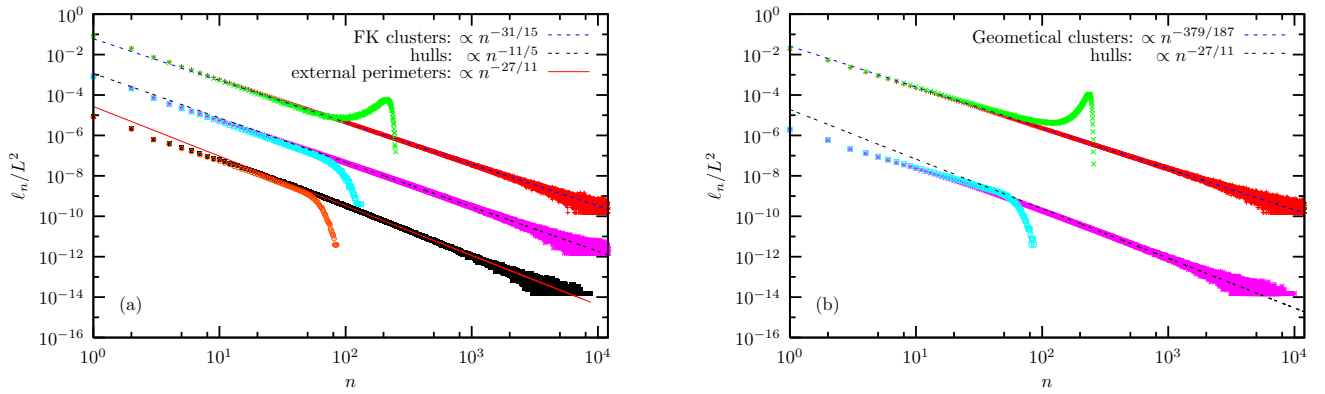 FK clusters: ∝ n^{-31/15}
hulls: ∝ n^{-11/5}
external perimeters: ∝ n^{-27/11}
10^0
10^{-2}
10^{-4}
10^{-6}
10^{-8}
10^{-10}
10^{-12}
10^{-14}
10^{-16}
ℓ_n/L^2
(a)
10^0 10^1 10^2 10^3 10^4
n
Geometical clusters: ∝ n^{-379/187}
hulls: ∝ n^{-27/11}
10^0
10^{-2}
10^{-4}
10^{-6}
10^{-8}
10^{-10}
10^{-12}
10^{-14}
10^{-16}
ℓ_n/L^2
(b)
10^0 10^1 10^2 10^3 10^4
n